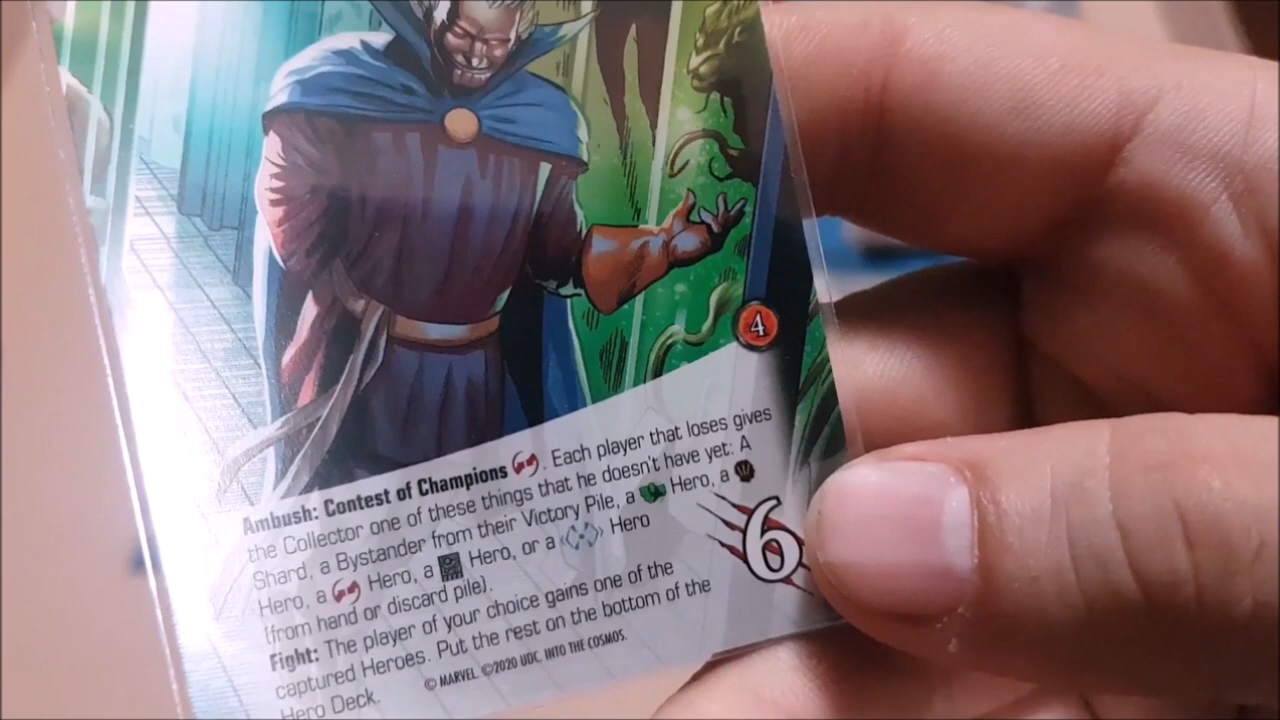 4
Ambush: Contest of Champions . Each player that loses gives
the Collector one of these things that he doesn't have yet: A
Shard, a Bystander from their Victory Pile, a Hero, a
Hero, a Hero, a Hero, or a Hero
(from hand or discard pile).
Fight: The player of your choice gains one of the
captured Heroes. Put the rest on the bottom of the
Hero Deck.
6
© MARVEL ©2020 UDC. INTO THE COSMOS.